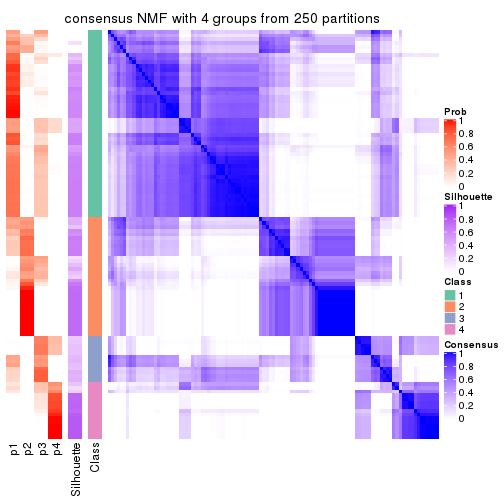 consensus NMF with 4 groups from 250 partitions
Prob
1
0.8
0.6
0.4
0.2
0
Silhouette
1
0.8
0.6
0.4
0.2
0
Class
1
2
3
4
Consensus
1
0.8
0.6
0.4
0.2
0
p1
p2
p3
p4
Silhouette
Class